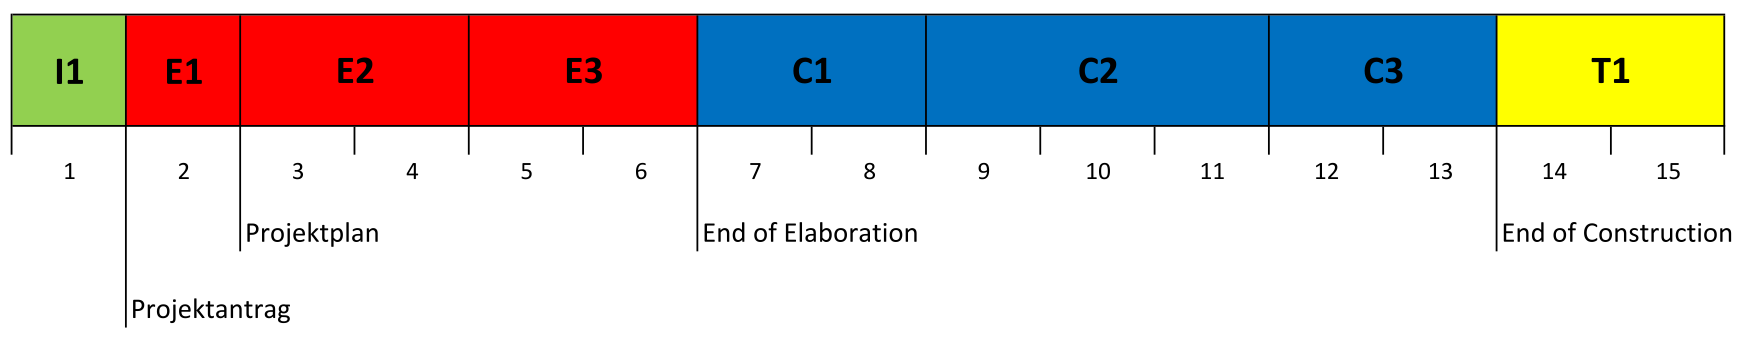 I1 E1 E2 E3 C1 C2 C3 T1
1 2 3 4 5 6 7 8 9 10 11 12 13 14 15
Projektplan End of Elaboration End of Construction
Projektantrag